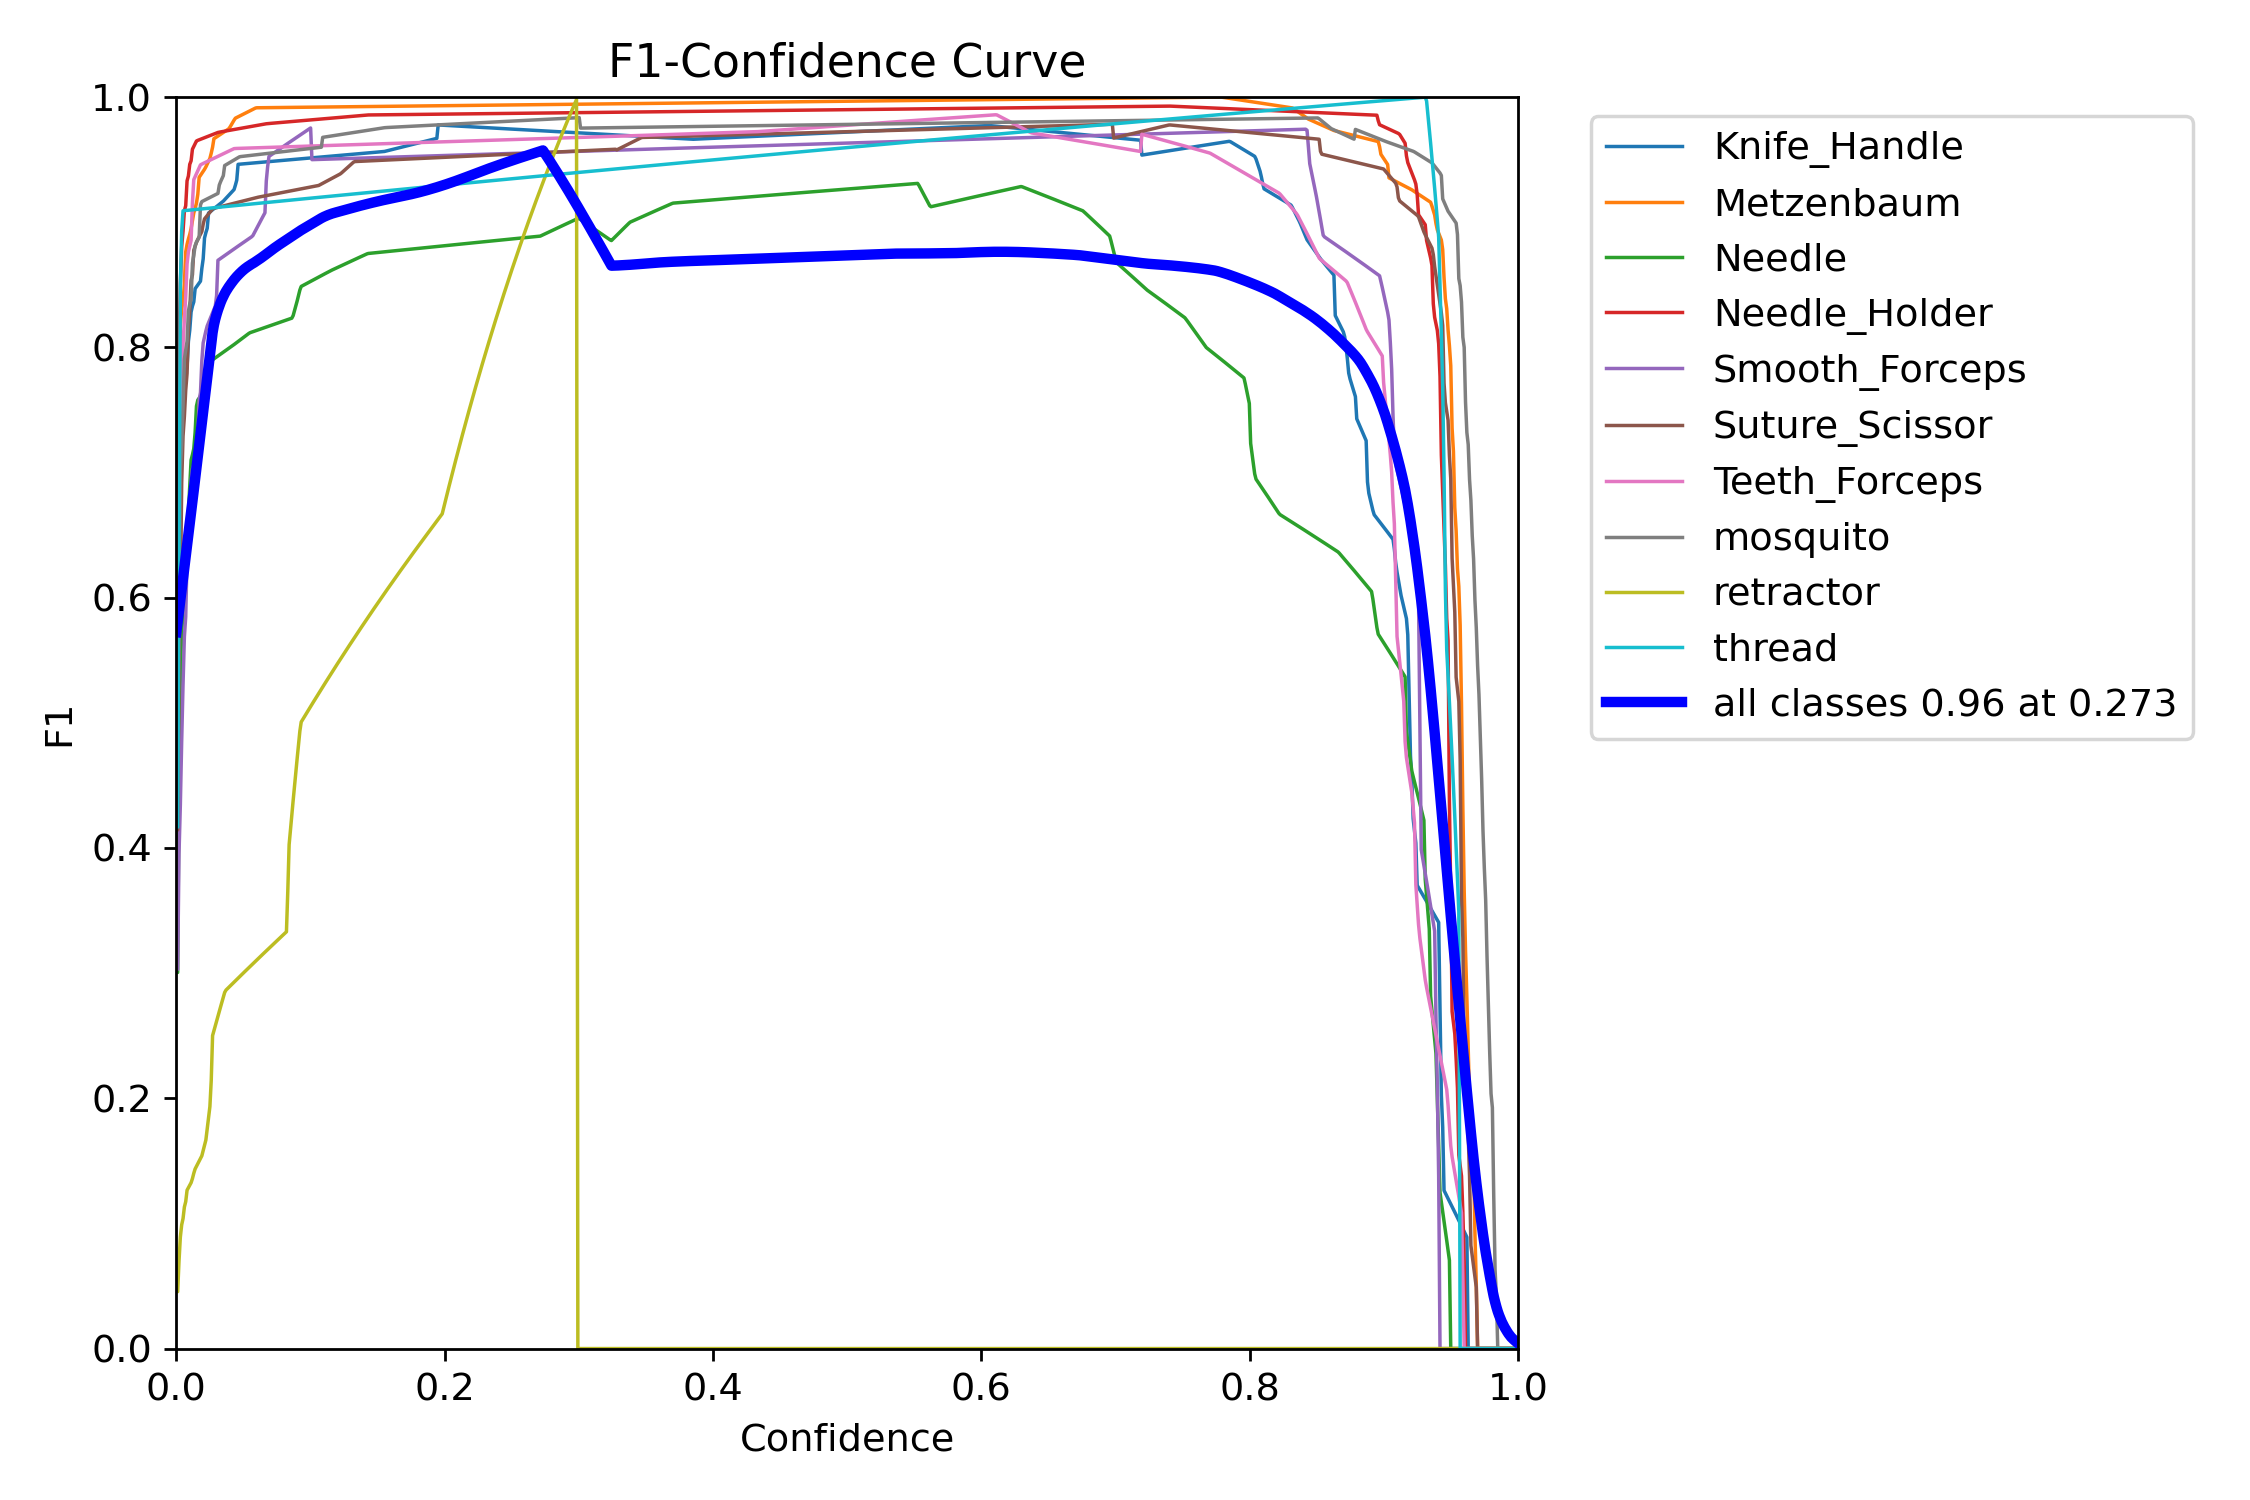 F1-Confidence Curve
1.0
0.8
0.6
0.4
0.2
0.0
F1
0.0 0.2 0.4 0.6 0.8 1.0
Confidence
Knife_Handle
Metzenbaum
Needle
Needle_Holder
Smooth_Forceps
Suture_Scissor
Teeth_Forceps
mosquito
retractor
thread
all classes 0.96 at 0.273